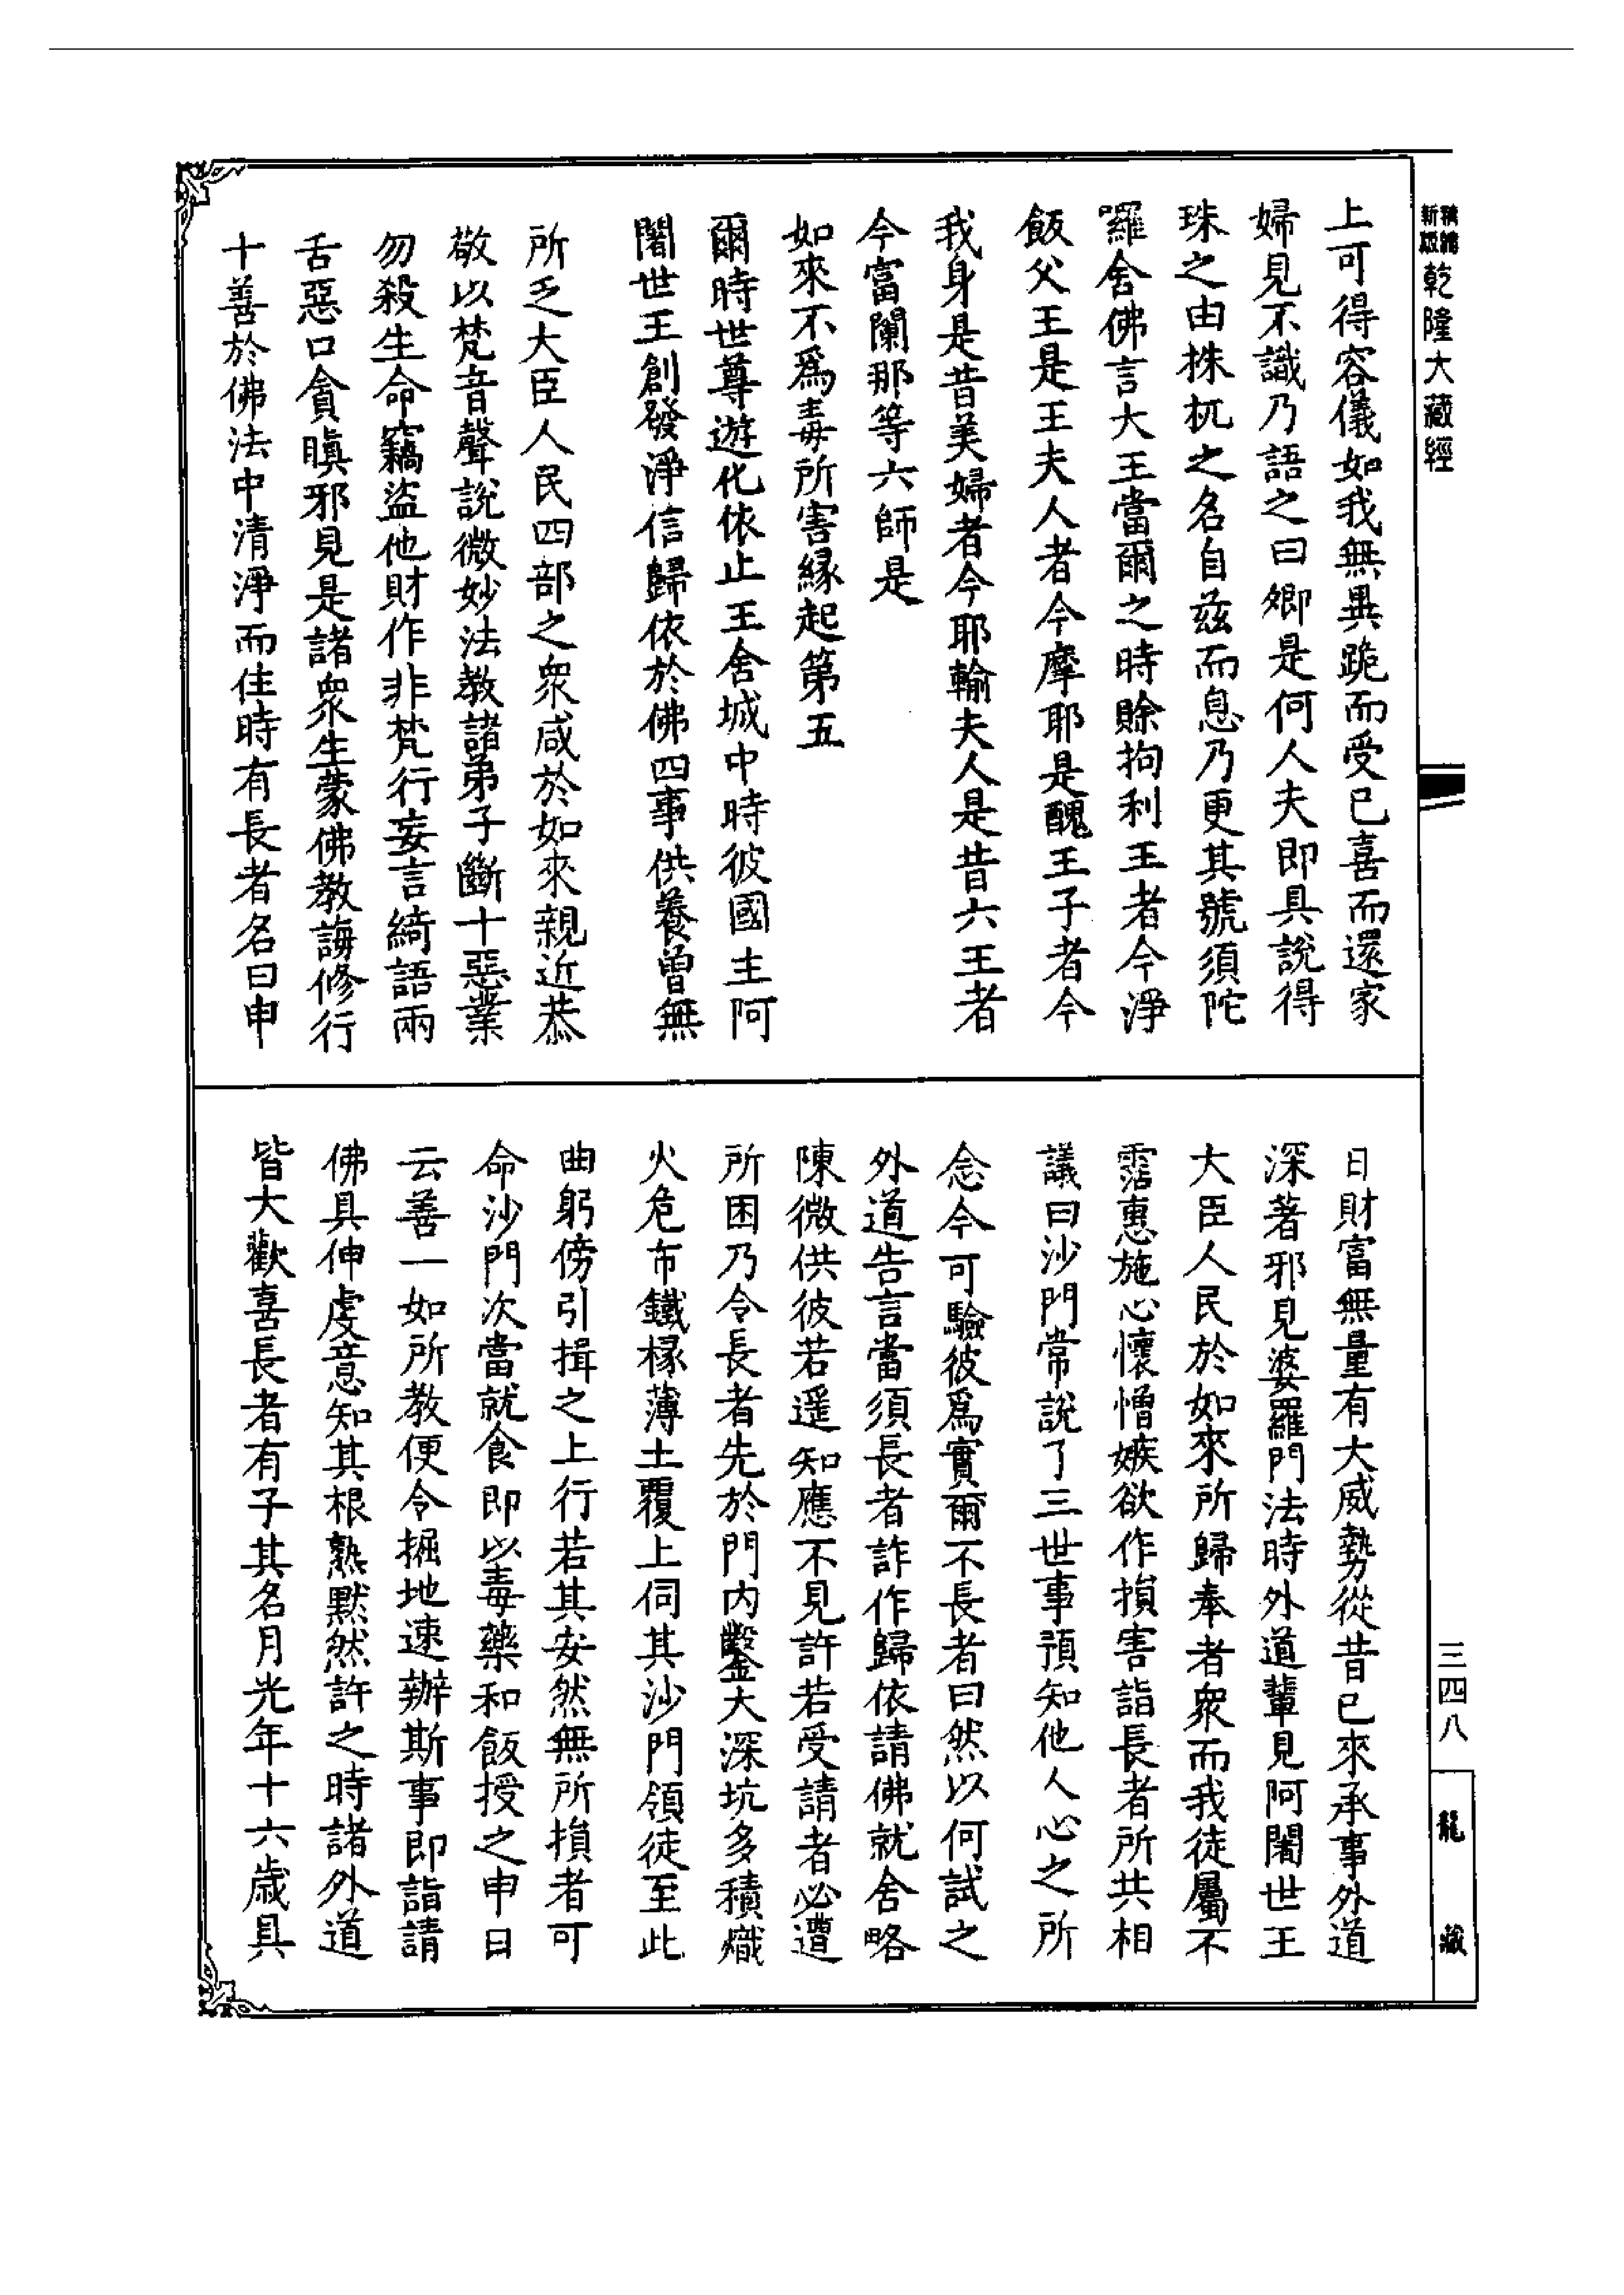 新版精縮乾隆大藏經
上可得容儀如我無異跪而受已喜而還家
婦見不識乃語之曰卿是何人夫即具說得
珠之由株杌之名自兹而息乃更其號須陀
羅舍佛言大王當爾之時賒拘利王者今淨
飯父王是王夫人者今摩耶是醜王子者今
我身是昔美婦者今耶輸夫人是昔六王者
今富闌那等六師是
如來不爲毒所害緣起第五
爾時世尊遊化依止王舍城中時彼國主阿
闍世王創發淨信歸依於佛四事供養曾無
所乏大臣人民四部之衆咸於如來親近恭
敬以梵音聲說微妙法教諸弟子斷十惡業
勿殺生命竊盜他財作非梵行妄言綺語兩
舌惡口貪瞋邪見是諸衆生蒙佛教誨修行
十善於佛法中清淨而住時有長者名曰申
日財富無量有大威勢從昔已來承事外道
深著邪見婆羅門法時外道輩見阿闍世王
大臣人民於如來所歸奉者衆而我徒屬不
霑惠施心懷憎嫉欲作損害詣長者所共相
議曰沙門常說了三世事預知他人心之所
念今可驗彼爲實爾不長者曰然以何試之
外道告言當須長者詐作歸依請佛就舍略
陳微供彼若遥知應不見許若受請者必遭
所困乃令長者先於門内鑿大深坑多積熾
火危布鐵椽薄土覆上伺其沙門領徒至此
曲躬傍引揖之上行若其安然無所損者可
命沙門次當就食即以毒藥和飯授之申日
云善一如所教便令掘地速辦斯事即詣請
佛具伸虔意知其根熟默然許之時諸外道
皆大歡喜長者有子其名月光年十六歲具
三四八
龍藏